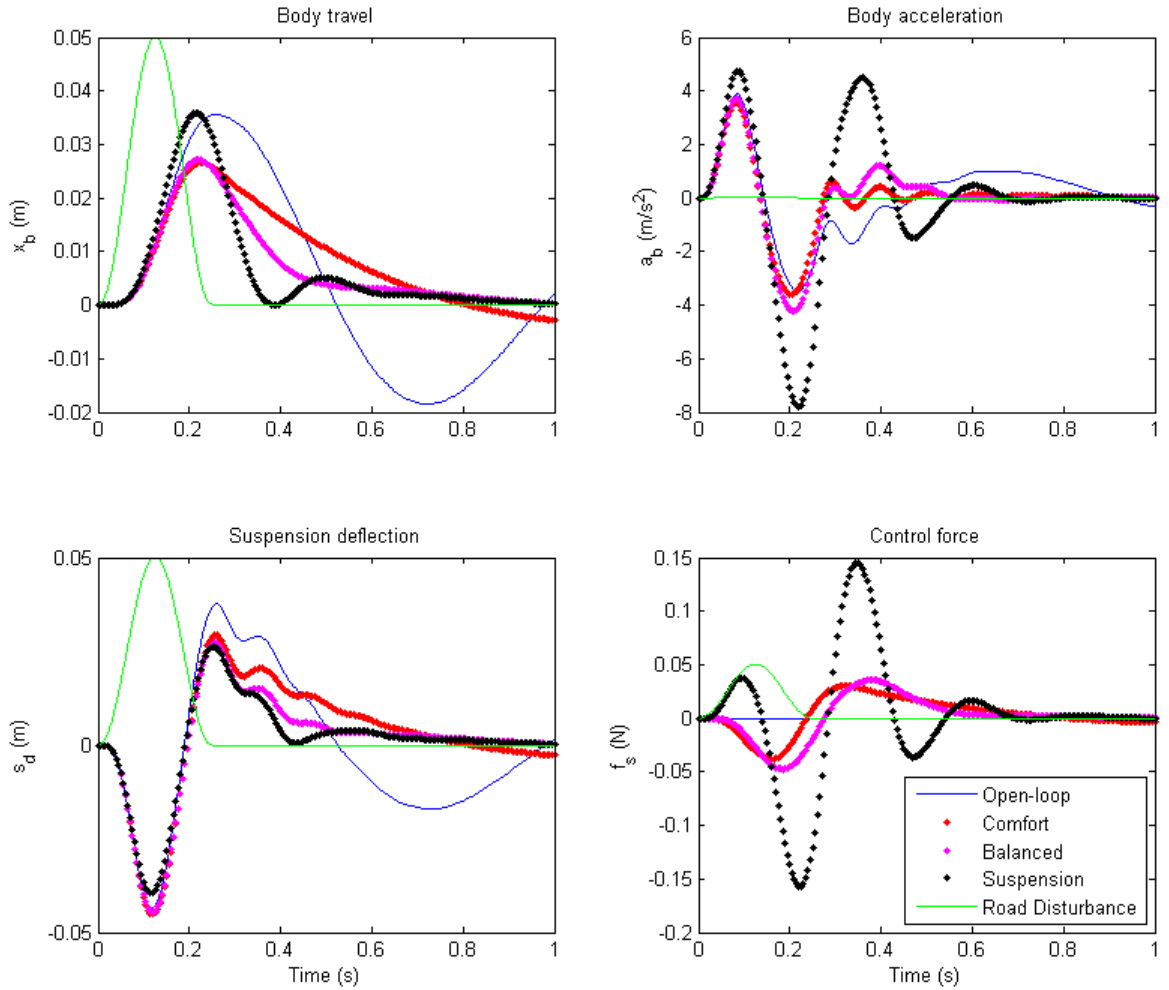 Body travel
0.05
0.04
0.03
0.02
0.01
0
-0.01
-0.02
x_b (m)
0 0.2 0.4 0.6 0.8 1
Body acceleration
6
4
2
0
-2
-4
-6
-8
a_b (m/s²)
0 0.2 0.4 0.6 0.8 1
Suspension deflection
0.05
0
-0.05
s_d (m)
0 0.2 0.4 0.6 0.8 1
Time (s)
Control force
0.15
0.1
0.05
0
-0.05
-0.1
-0.15
-0.2
f_s (N)
Open-loop
Comfort
Balanced
Suspension
Road Disturbance
0 0.2 0.4 0.6 0.8 1
Time (s)